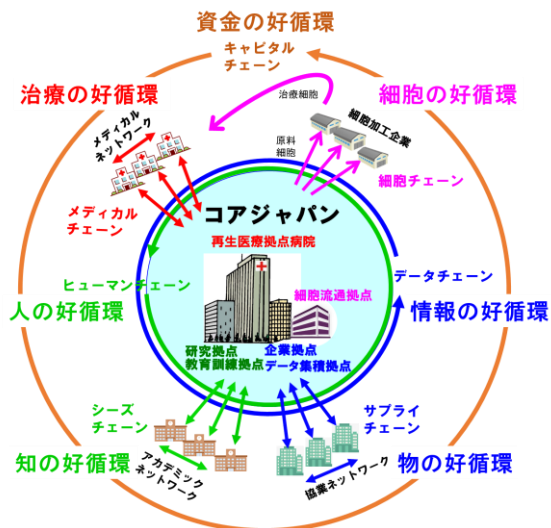 資金の好循環
キャピタル
チェーン
治療の好循環
細胞の好循環
治療細胞
メディカル
ネットワーク
原料
細胞
細胞加工企業
細胞チェーン
メディカル
チェーン
コアジャパン
再生医療拠点病院
ヒューマンチェーン
データチェーン
細胞流通拠点
人の好循環
情報の好循環
研究拠点
教育訓練拠点
企業拠点
データ集積拠点
シーズ
チェーン
サプライ
チェーン
知の好循環
アカデミック
ネットワーク
協業ネットワーク
物の好循環